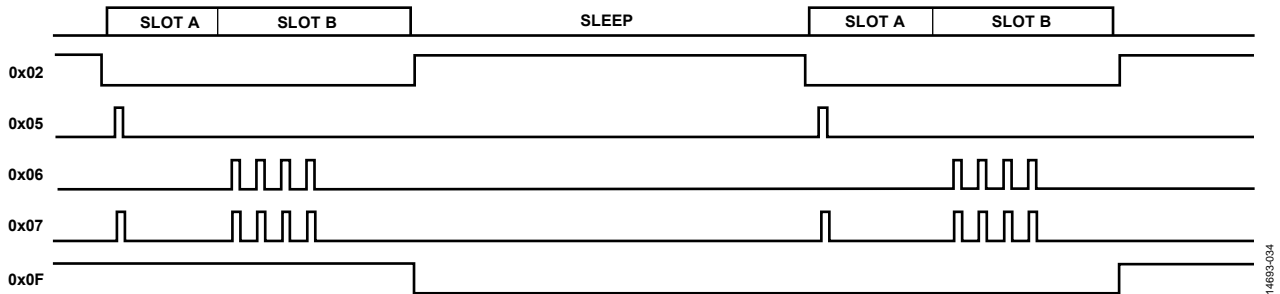 SLOT A SLOT B SLEEP SLOT A SLOT B
0x02
0x05
0x06
0x07
0x0F
14693-034